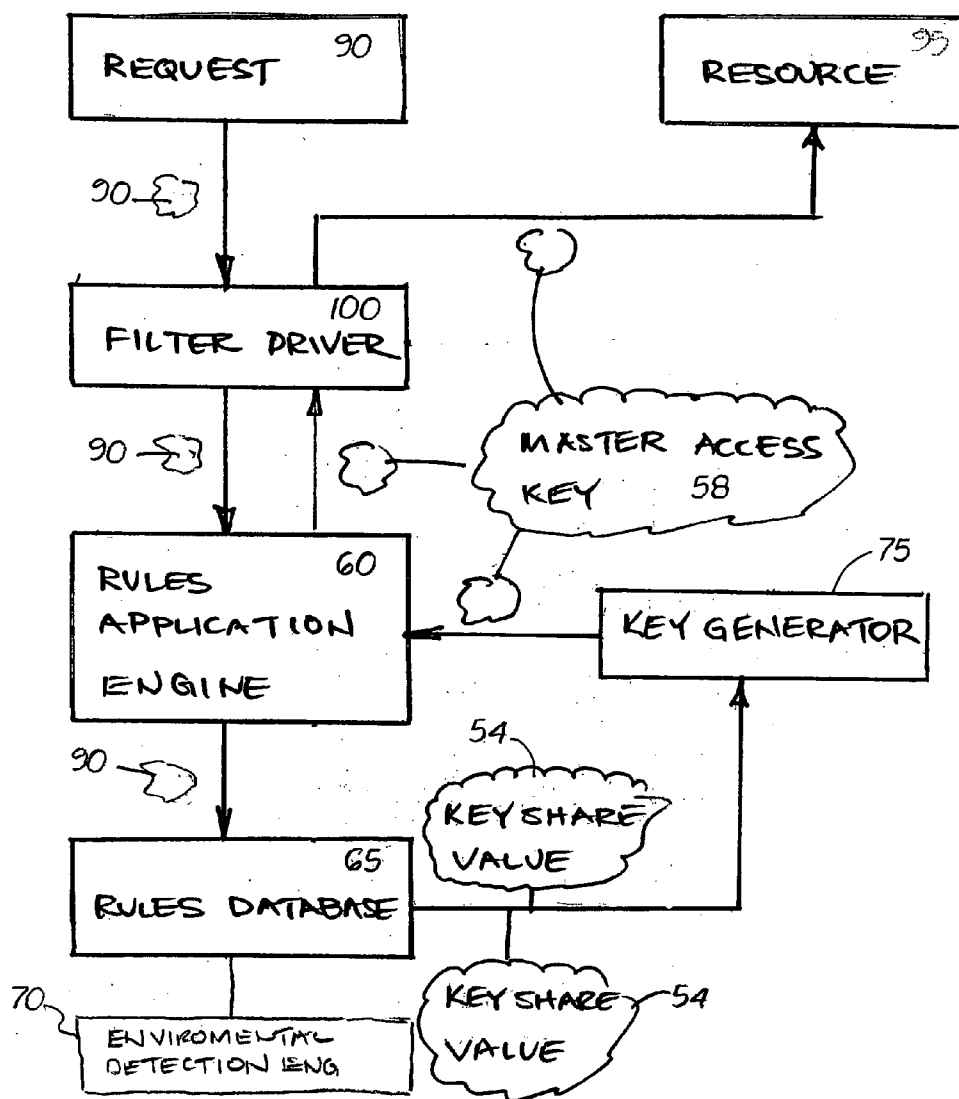 90
REQUEST
95
RESOURCE
90
100
FILTER DRIVER
90
MASTER ACCESS
KEY 58
60
RULES
APPLICATION
ENGINE
75
KEY GENERATOR
90
54
KEY SHARE
VALUE
65
RULES DATABASE
70
ENVIROMENTAL
DETECTION ENG
KEY SHARE 54
VALUE